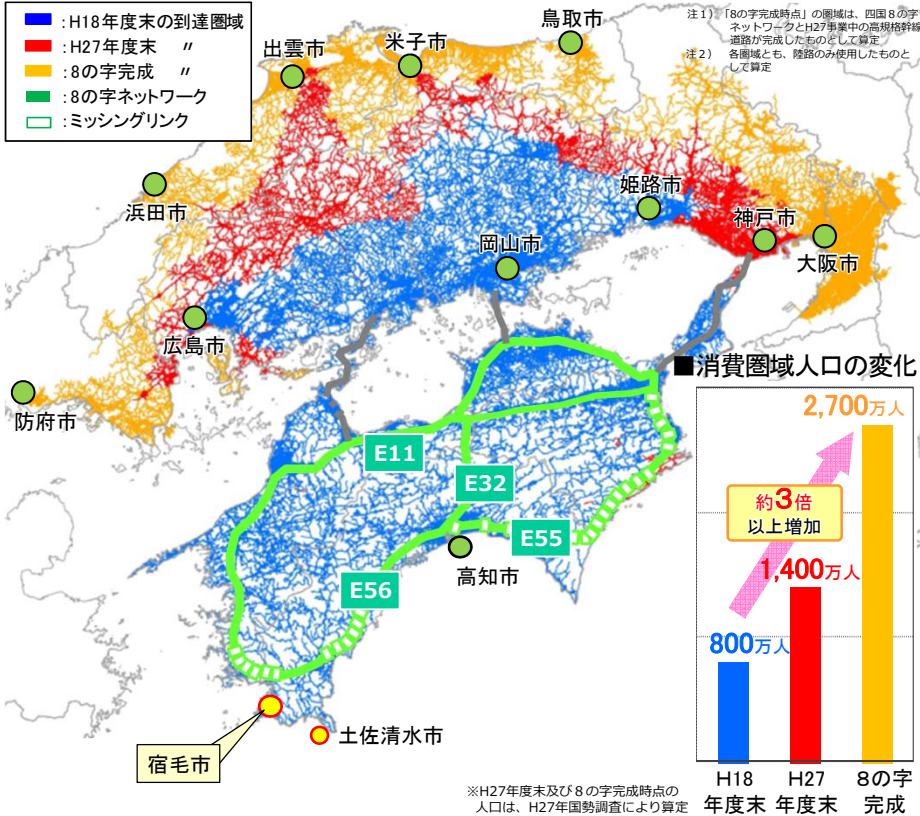 :H18年度末の到達圏域
:H27年度末 〃
:8の字完成 〃
:8の字ネットワーク
:ミッシングリンク
注1) 「8の字完成時点」の圏域は、四国8の字
ネットワークとH27事業中の高規格幹線
道路が完成したものとして算定
注2) 各圏域とも、陸路のみ使用したものと
して算定
鳥取市
米子市
出雲市
浜田市
姫路市
神戸市
大阪市
岡山市
広島市
防府市
E11
E32
E55
E56
高知市
宿毛市
土佐清水市
■消費圏域人口の変化
2,700万人
約3倍
以上増加
1,400万人
800万人
H18
年度末
H27
年度末
8の字
完成
※H27年度末及び8の字完成時点の
人口は、H27年国勢調査により算定